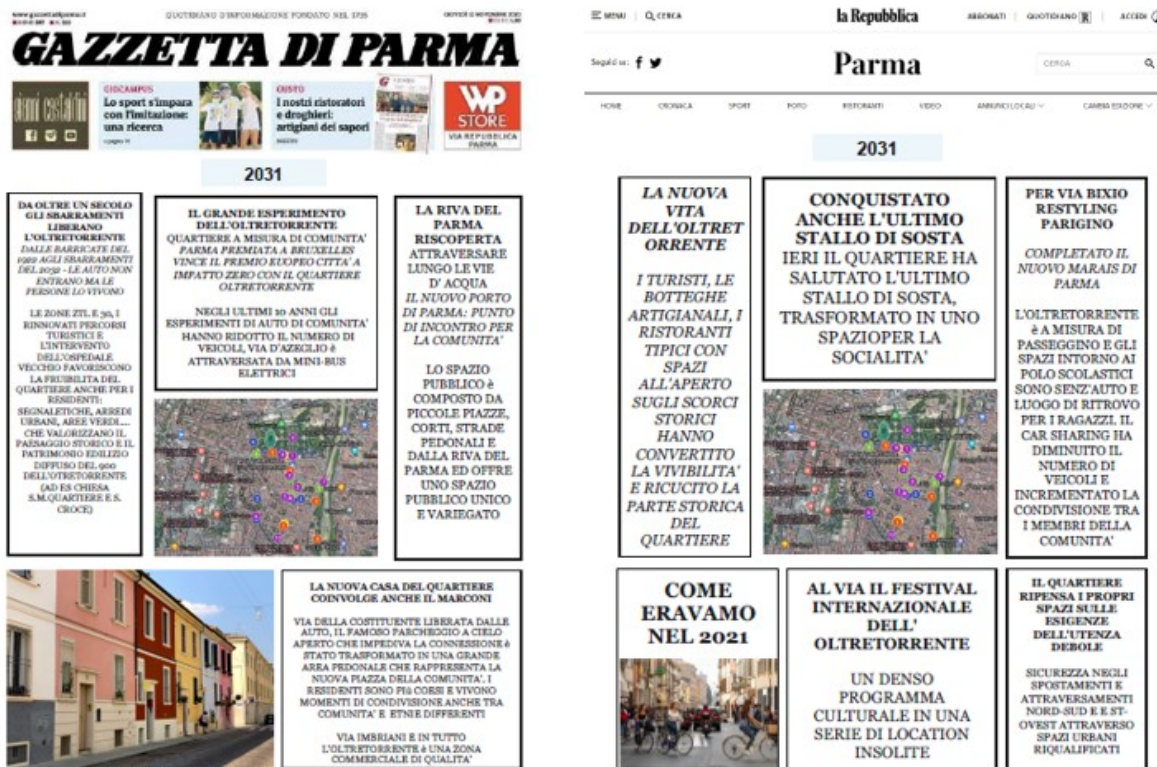 www.gazzettadiparma.it
QUOTIDIANO D'INFORMAZIONE FONDATO NEL 1735
GAZZETTA DI PARMA
gianni castaldini
GIOCAMPUS
Lo sport s'impara
con l'imitazione:
una ricerca
GUSTO
I nostri ristoratori
e droghieri:
artigiani dei sapori
WP
STORE
VIA REPUBBLICA
PARMA
2031
DA OLTRE UN SECOLO
GLI SBARRAMENTI
LIBERANO
L'OLTRETORRENTE
DALLE BARRICATE DEL
1922 AGLI SBARRAMENTI
DEL 2032 - LE AUTO NON
ENTRANO MA LE
PERSONE LO VIVONO
LE ZONE ZTL E 30, I
RINNOVATI PERCORSI
TURISTICI E
L'INTERVENTO
DELL'OSPEDALE
VECCHIO FAVORISCONO
LA FRUIBILITA DEL
QUARTIERE ANCHE PER I
RESIDENTI:
SEGNALETICHE, ARREDI
URBANI, AREE VERDI....
CHE VALORIZZANO IL
PAESAGGIO STORICO E IL
PATRIMONIO EDILIZIO
DIFFUSO DEL 900
DELL'OTRETORRENTE
(AD ES CHIESA
S.M.QUARTIERE E S.
CROCE)
IL GRANDE ESPERIMENTO
DELL'OLTRETORRENTE
QUARTIERE A MISURA DI COMUNITA'
PARMA PREMIATA A BRUXELLES
VINCE IL PREMIO EUOPEO CITTA' A
IMPATTO ZERO CON IL QUARTIERE
OLTRETORRENTE
NEGLI ULTIMI 10 ANNI GLI
ESPERIMENTI DI AUTO DI COMUNITA'
HANNO RIDOTTO IL NUMERO DI
VEICOLI, VIA D'AZEGLIO è
ATTRAVERSATA DA MINI-BUS
ELETTRICI
LA RIVA DEL
PARMA
RISCOPERTA
ATTRAVERSARE
LUNGO LE VIE
D' ACQUA
IL NUOVO PORTO
DI PARMA: PUNTO
DI INCONTRO PER
LA COMUNITA'
LO SPAZIO
PUBBLICO è
COMPOSTO DA
PICCOLE PIAZZE,
CORTI, STRADE
PEDONALI E
DALLA RIVA DEL
PARMA ED OFFRE
UNO SPAZIO
PUBBLICO UNICO
E VARIEGATO
LA NUOVA CASA DEL QUARTIERE
COINVOLGE ANCHE IL MARCONI
VIA DELLA COSTITUENTE LIBERATA DALLE
AUTO, IL FAMOSO PARCHEGGIO A CIELO
APERTO CHE IMPEDIVA LA CONNESSIONE è
STATO TRASFORMATO IN UNA GRANDE
AREA PEDONALE CHE RAPPRESENTA LA
NUOVA PIAZZA DELLA COMUNITA'. I
RESIDENTI SONO PIù COESI E VIVONO
MOMENTI DI CONDIVISIONE ANCHE TRA
COMUNITA' E ETNIE DIFFERENTI
VIA IMBRIANI E IN TUTTO
L'OLTRETORRENTE è UNA ZONA
COMMERCIALE DI QUALITA'
MENU
CERCA
la Repubblica
ABBONATI
QUOTIDIANO R
ACCEDI
Seguici su:
Parma
CERCA
HOME CRONACA SPORT FOTO RISTORANTI VIDEO ANNUNCI LOCALI CAMBIA EDIZIONE
2031
LA NUOVA
VITA
DELL'OLTRET
ORRENTE
I TURISTI, LE
BOTTEGHE
ARTIGIANALI, I
RISTORANTI
TIPICI CON
SPAZI
ALL'APERTO
SUGLI SCORCI
STORICI
HANNO
CONVERTITO
LA VIVIBILITA'
E RICUCITO LA
PARTE STORICA
DEL
QUARTIERE
CONQUISTATO
ANCHE L'ULTIMO
STALLO DI SOSTA
IERI IL QUARTIERE HA
SALUTATO L'ULTIMO
STALLO DI SOSTA,
TRASFORMATO IN UNO
SPAZIOPER LA
SOCIALITA'
PER VIA BIXIO
RESTYLING
PARIGINO
COMPLETATO IL
NUOVO MARAIS DI
PARMA
L'OLTRETORRENTE
è A MISURA DI
PASSEGGINO E GLI
SPAZI INTORNO AI
POLO SCOLASTICI
SONO SENZ'AUTO E
LUOGO DI RITROVO
PER I RAGAZZI. IL
CAR SHARING HA
DIMINUITO IL
NUMERO DI
VEICOLI E
INCREMENTATO LA
CONDIVISIONE TRA
I MEMBRI DELLA
COMUNITA'
COME
ERAVAMO
NEL 2021
AL VIA IL FESTIVAL
INTERNAZIONALE
DELL'
OLTRETORRENTE
UN DENSO
PROGRAMMA
CULTURALE IN UNA
SERIE DI LOCATION
INSOLITE
IL QUARTIERE
RIPENSA I PROPRI
SPAZI SULLE
ESIGENZE
DELL'UTENZA
DEBOLE
SICUREZZA NEGLI
SPOSTAMENTI E
ATTRAVERSAMENTI
NORD-SUD E E ST-
OVEST ATTRAVERSO
SPAZI URBANI
RIQUALIFICATI